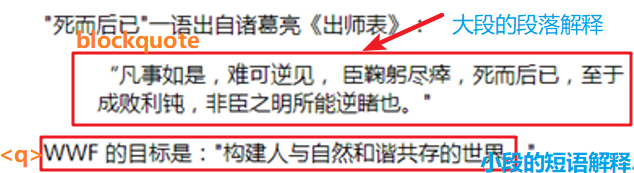 "死而后已"一语出自诸葛亮《出师表》：
大段的段落解释
blockquote
“凡事如是，难可逆见， 臣鞠躬尽瘁，死而后已，至于
成败利钝，非臣之明所能逆睹也。"
<q>WWF 的目标是："构建人与自然和谐共存的世界。"
小段的短语解释